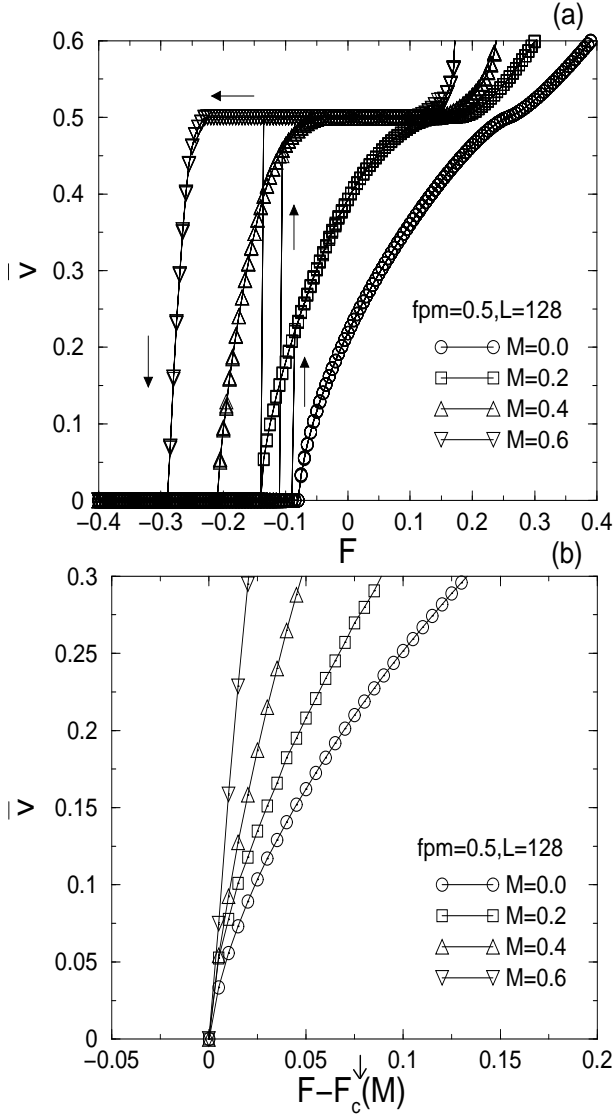 (a)
0.6
0.5
0.4
0.3
0.2
0.1
0
v̄
fpm=0.5,L=128
M=0.0
M=0.2
M=0.4
M=0.6
−0.4 −0.3 −0.2 −0.1 0 0.1 0.2 0.3 0.4
F
(b)
0.3
0.25
0.2
0.15
0.1
0.05
0
v̄
fpm=0.5,L=128
M=0.0
M=0.2
M=0.4
M=0.6
−0.05 0 0.05 0.1 0.15 0.2
F−F_c^↓(M)